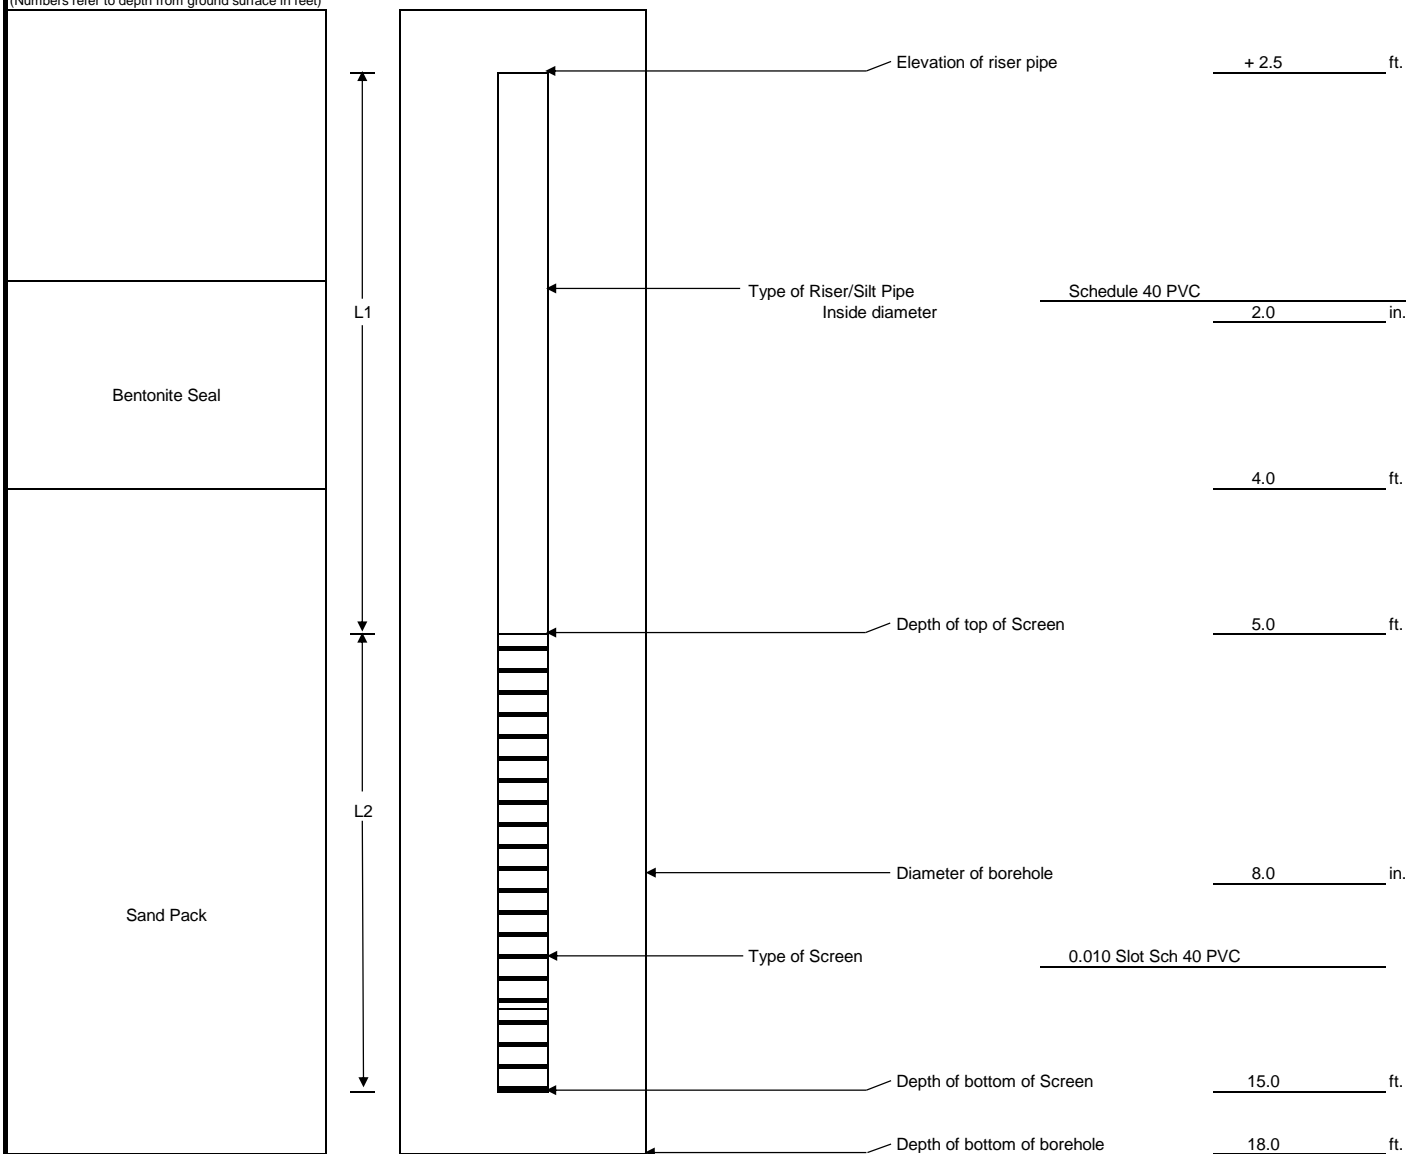 (Numbers refer to depth from ground surface in feet)
Elevation of riser pipe + 2.5 ft.
Type of Riser/Silt Pipe Schedule 40 PVC
L1
Inside diameter 2.0 in.
Bentonite Seal
4.0 ft.
Depth of top of Screen 5.0 ft.
L2
Diameter of borehole 8.0 in.
Sand Pack
Type of Screen 0.010 Slot Sch 40 PVC
Depth of bottom of Screen 15.0 ft.
Depth of bottom of borehole 18.0 ft.